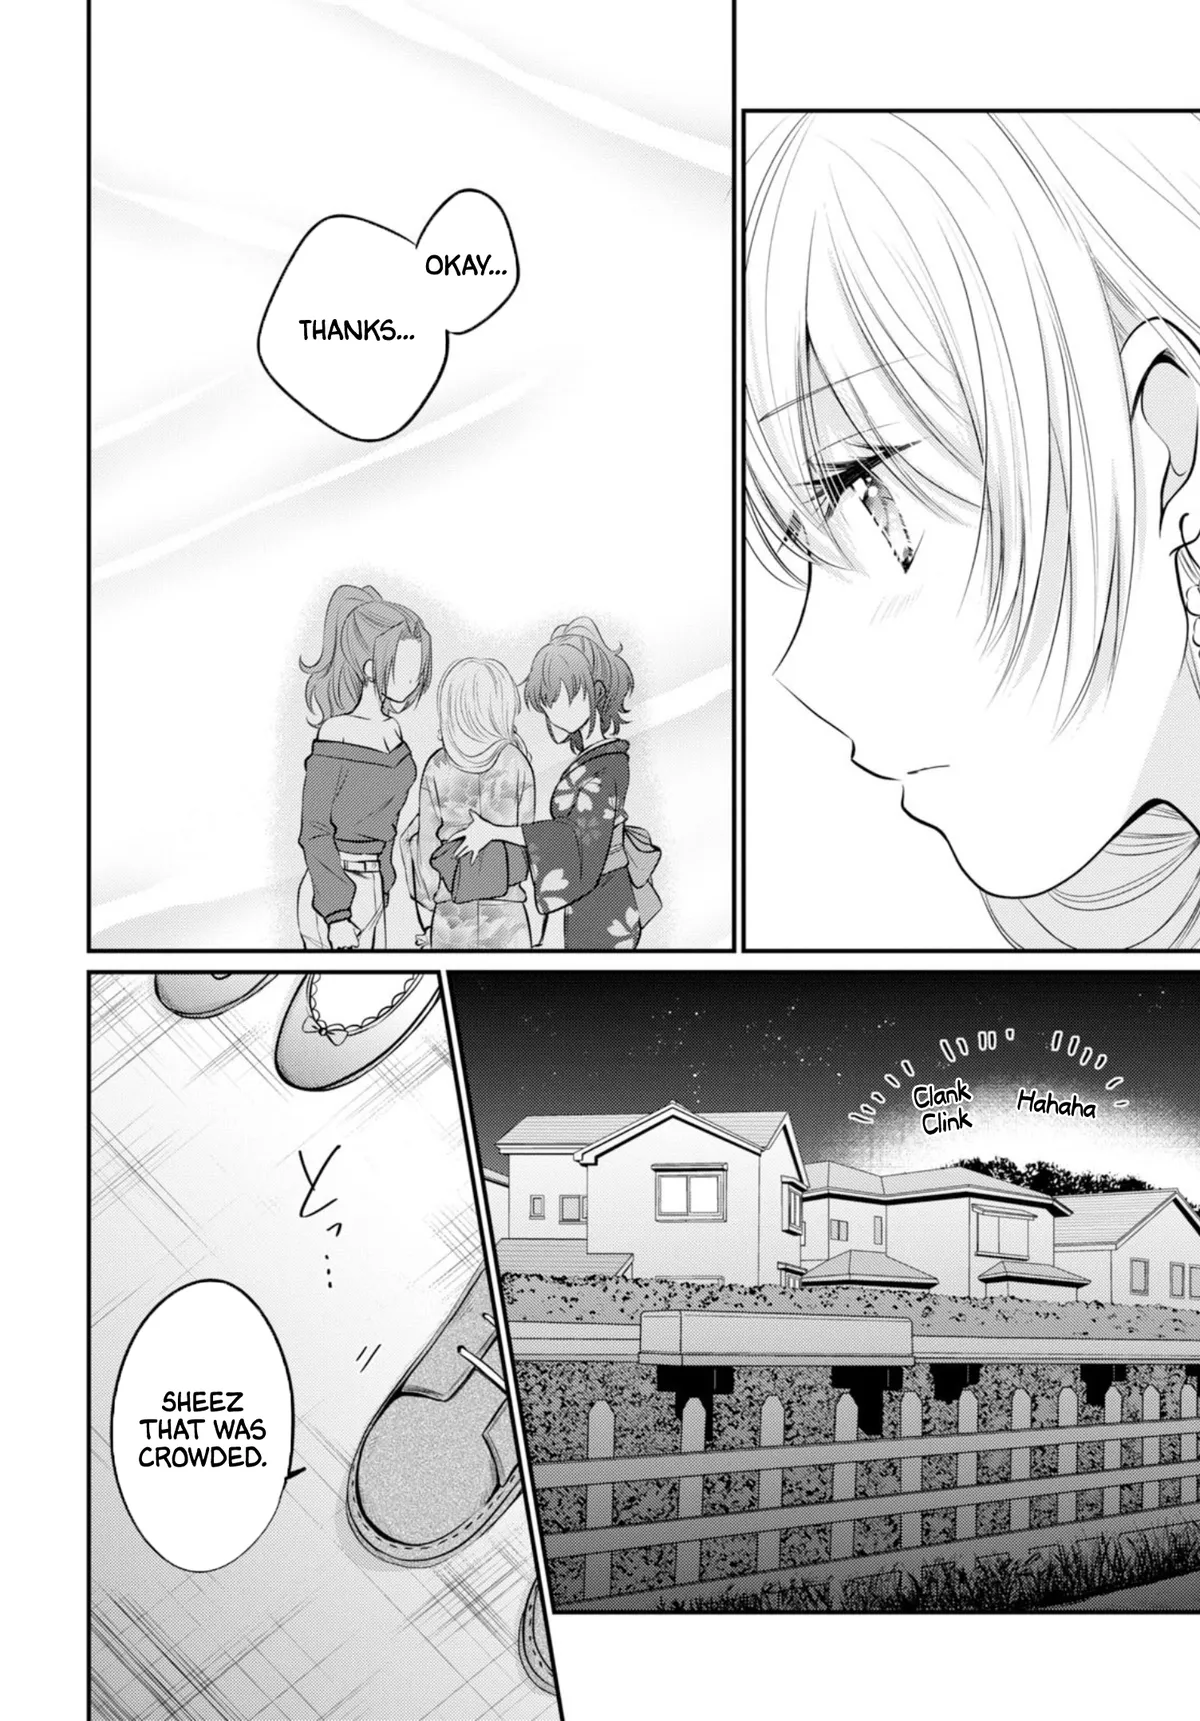 OKAY...
THANKS...
Clank
Clink
Hahaha
SHEEZ
THAT WAS
CROWDED.